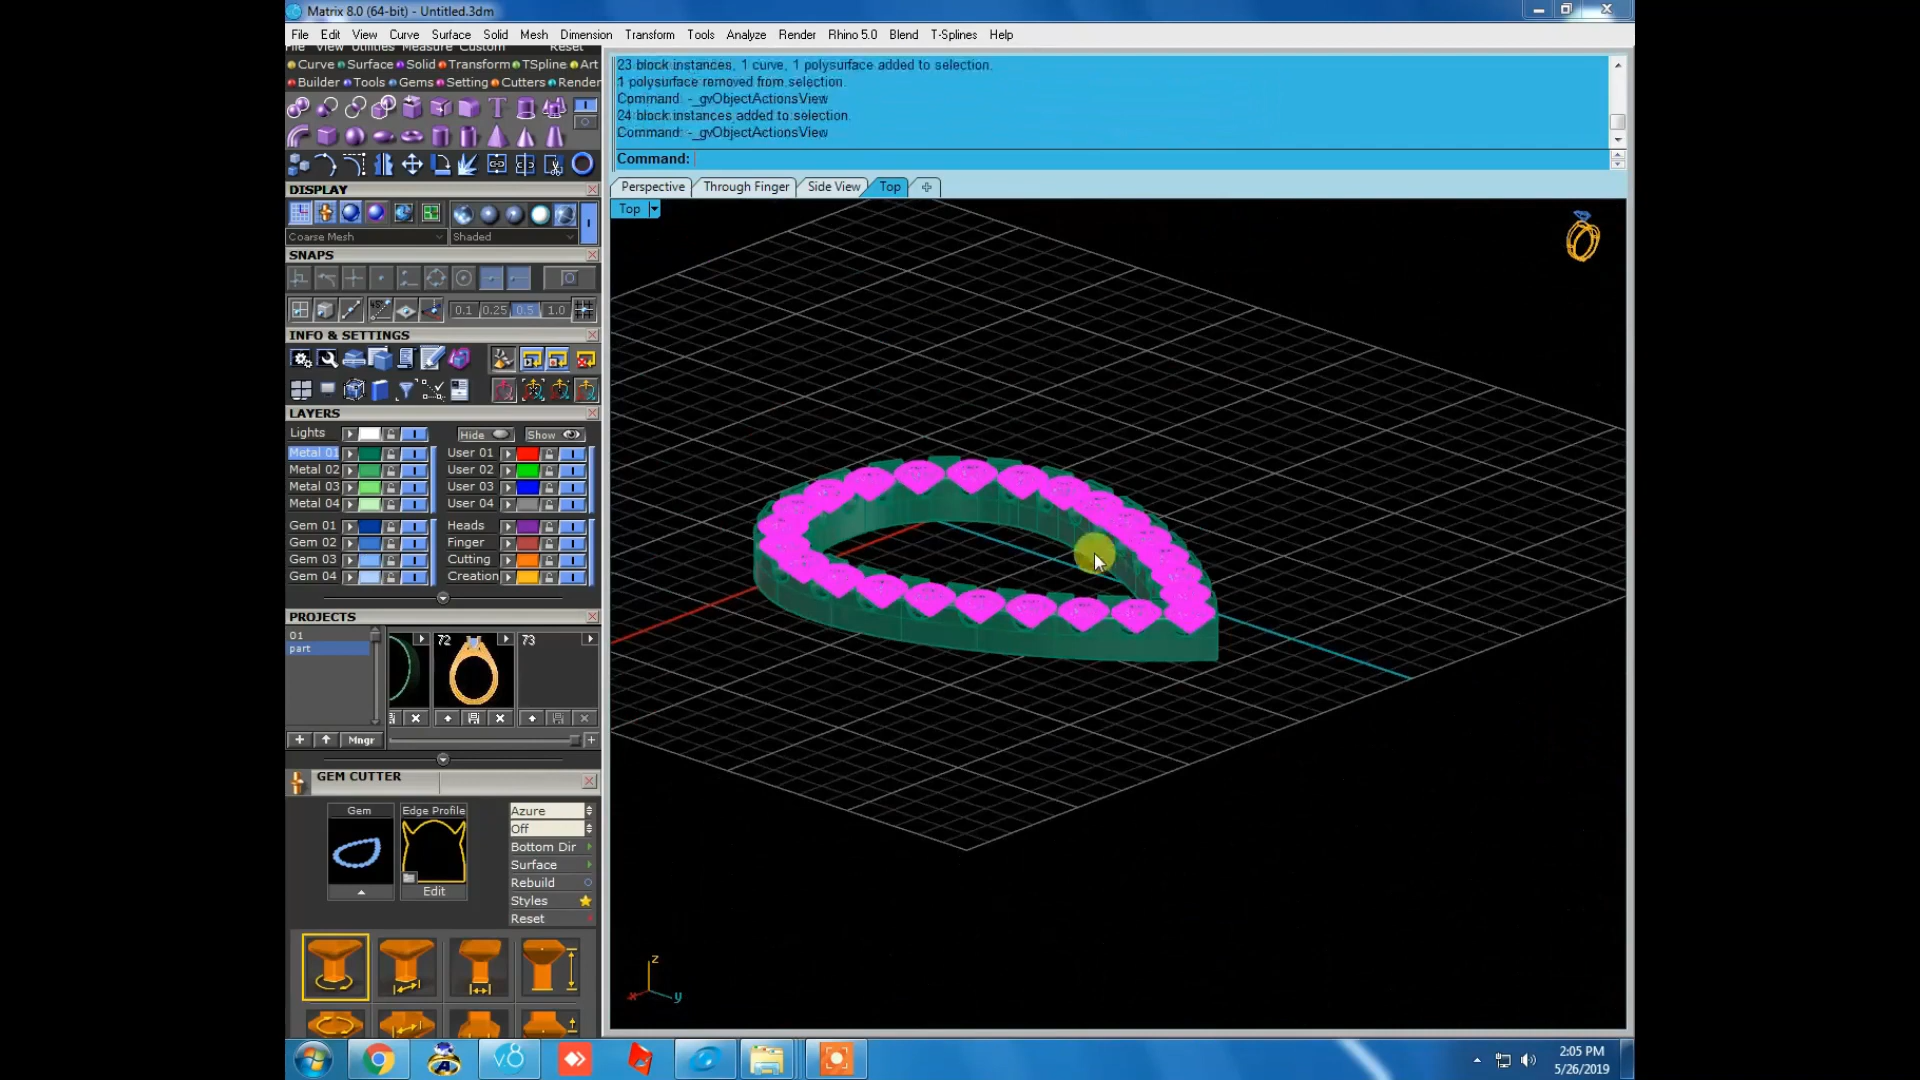 Matrix 8.0 (64-bit) - Untitled.3dm
File Edit View Curve Surface Solid Mesh Dimension Transform Tools Analyze Render Rhino 5.0 Blend T-Splines Help
File View Utilities Measure Custom Reset
Curve Surface Solid Transform TSpline Art
Builder Tools Gems Setting Cutters Render
23 block instances, 1 curve, 1 polysurface added to selection.
1 polysurface removed from selection.
Command: -_gvObjectActionsView
24 block instances added to selection.
Command: -_gvObjectActionsView
Command:
Perspective Through Finger Side View Top
Top
DISPLAY
Coarse Mesh Shaded
SNAPS
0.1 0.25 0.5 1.0
INFO & SETTINGS
LAYERS
Lights Hide Show
Metal 01 User 01
Metal 02 User 02
Metal 03 User 03
Metal 04 User 04
Gem 01 Heads
Gem 02 Finger
Gem 03 Cutting
Gem 04 Creation
PROJECTS
01
part
72 73
Mngr
GEM CUTTER
Gem Edge Profile Azure
Off
Bottom Dir
Surface
Rebuild
Edit
Styles
Reset
z
x y
2:05 PM
5/26/2019